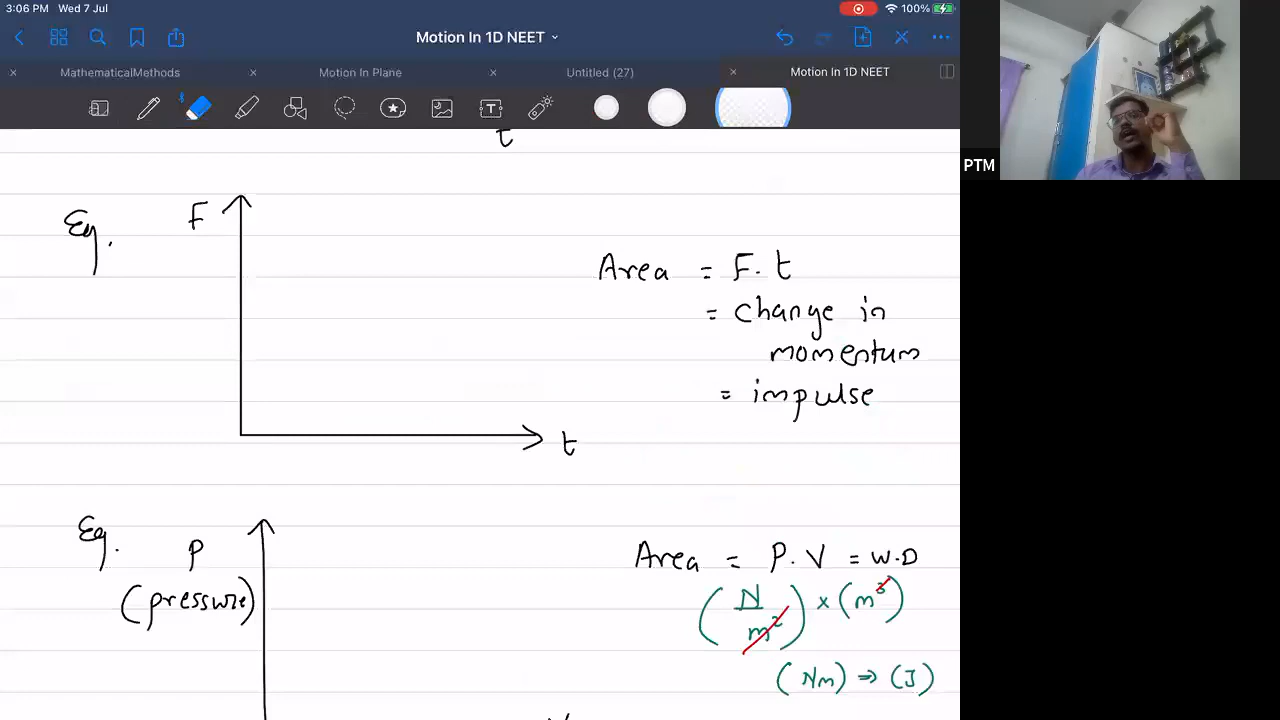 3:06 PM Wed 7 Jul
100%
Motion In 1D NEET
MathematicalMethods
Motion In Plane
Untitled (27)
Motion In 1D NEET
T
PTM
t
Eg.
F
Area = F. t
= change in
momentum
= impulse
t
Eg.
P
(pressure)
Area = P. V = W.D
(N/m²) × (m³)
(Nm) ⇒ (J)